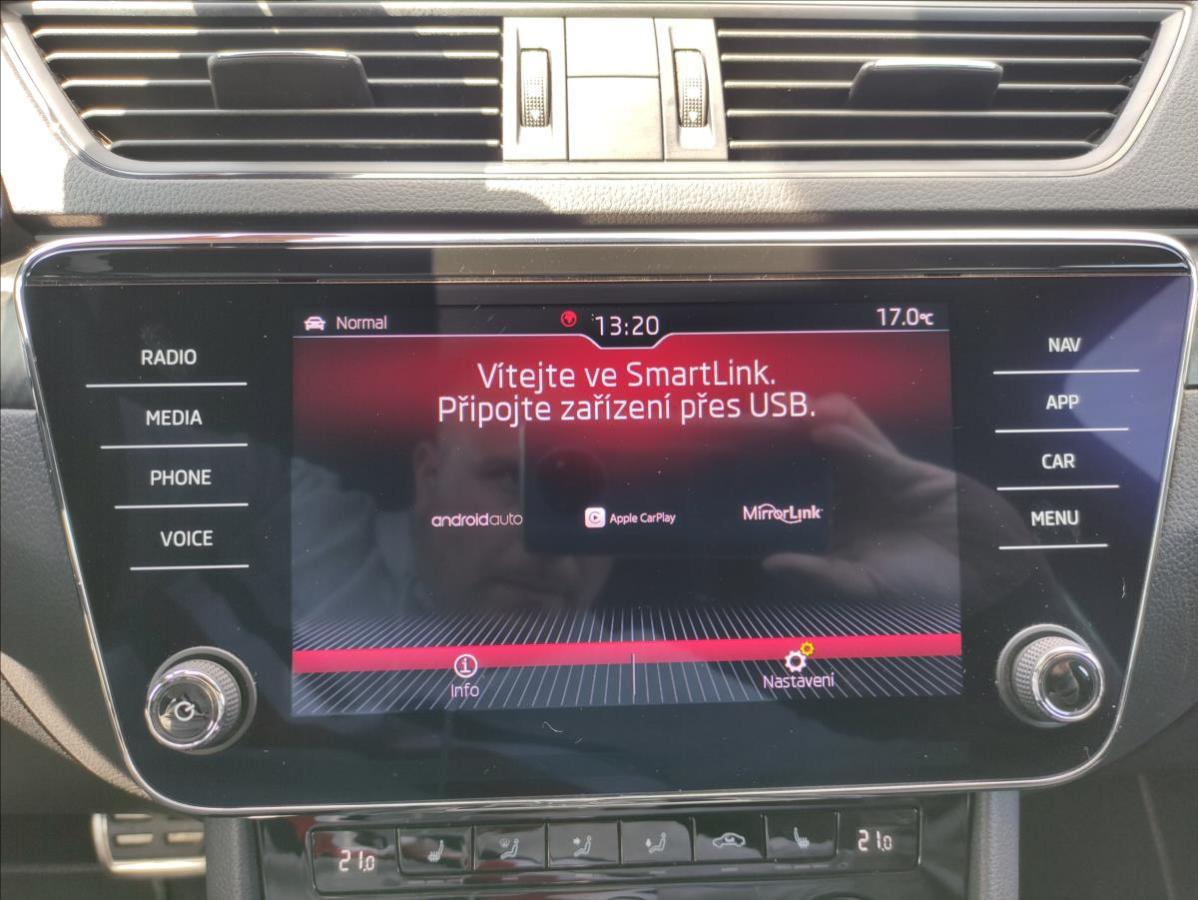 Normal
13:20
17.0°C
RADIO
MEDIA
PHONE
VOICE
Vítejte ve SmartLink.
Připojte zařízení přes USB.
androidauto
Apple CarPlay
MirrorLink
NAV
APP
CAR
MENU
Info
Nastavení
21.0
21.0